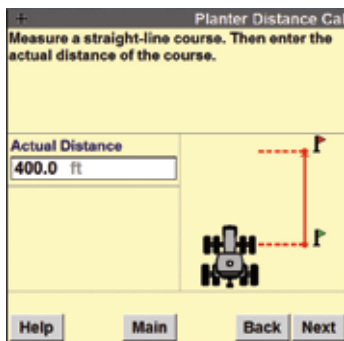 + Planter Distance Cal
Measure a straight-line course. Then enter the
actual distance of the course.
Actual Distance
400.0 ft
Help Main Back Next